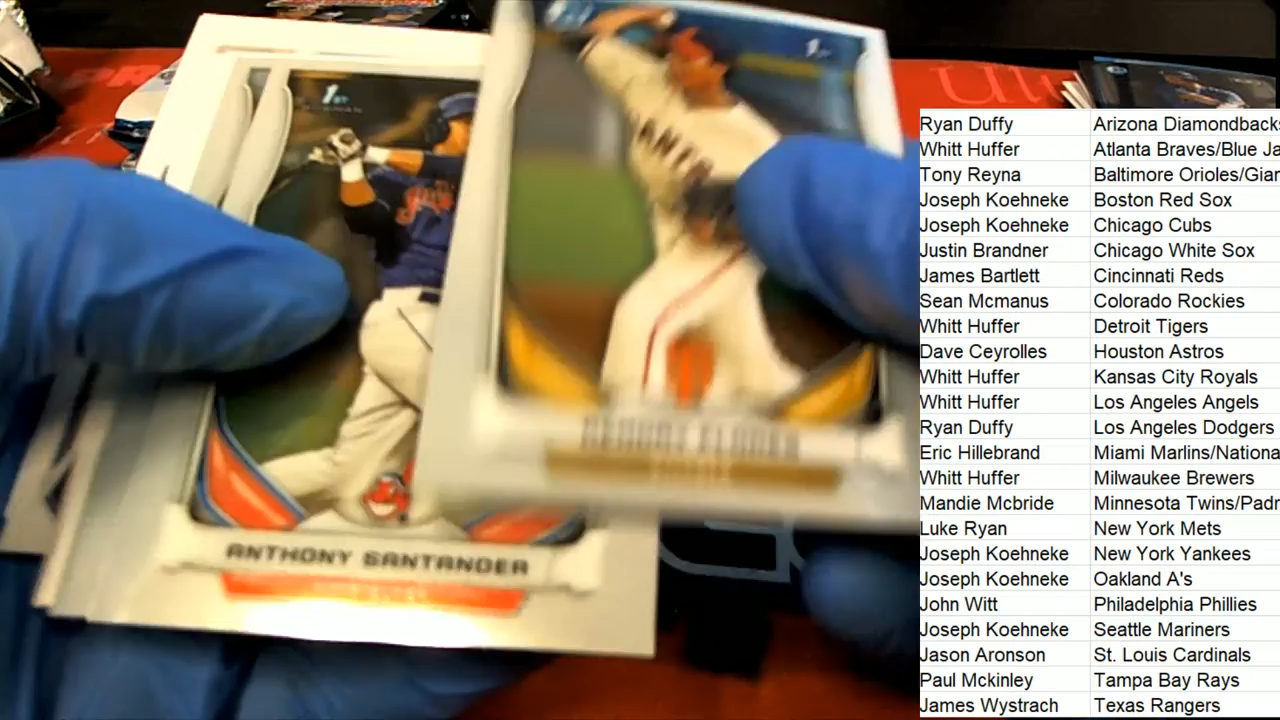 1ST
ANTHONY SANTANDER
Ryan Duffy Arizona Diamondbacks
Whitt Huffer Atlanta Braves/Blue Ja
Tony Reyna Baltimore Orioles/Gian
Joseph Koehneke Boston Red Sox
Joseph Koehneke Chicago Cubs
Justin Brandner Chicago White Sox
James Bartlett Cincinnati Reds
Sean Mcmanus Colorado Rockies
Whitt Huffer Detroit Tigers
Dave Ceyrolles Houston Astros
Whitt Huffer Kansas City Royals
Whitt Huffer Los Angeles Angels
Ryan Duffy Los Angeles Dodgers
Eric Hillebrand Miami Marlins/Nationa
Whitt Huffer Milwaukee Brewers
Mandie Mcbride Minnesota Twins/Padr
Luke Ryan New York Mets
Joseph Koehneke New York Yankees
Joseph Koehneke Oakland A's
John Witt Philadelphia Phillies
Joseph Koehneke Seattle Mariners
Jason Aronson St. Louis Cardinals
Paul Mckinley Tampa Bay Rays
James Wystrach Texas Rangers